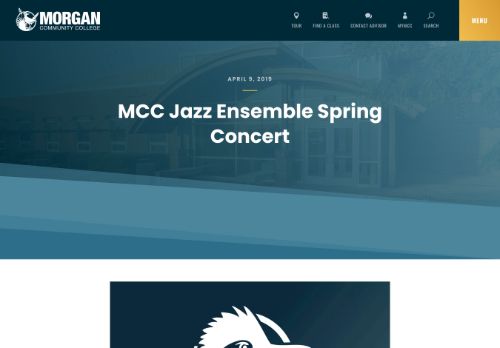 MORGAN
COMMUNITY COLLEGE
TOUR
FIND A CLASS
CONTACT ADVISOR
MYMCC
SEARCH
MENU
APRIL 9, 2019
MCC Jazz Ensemble Spring
Concert